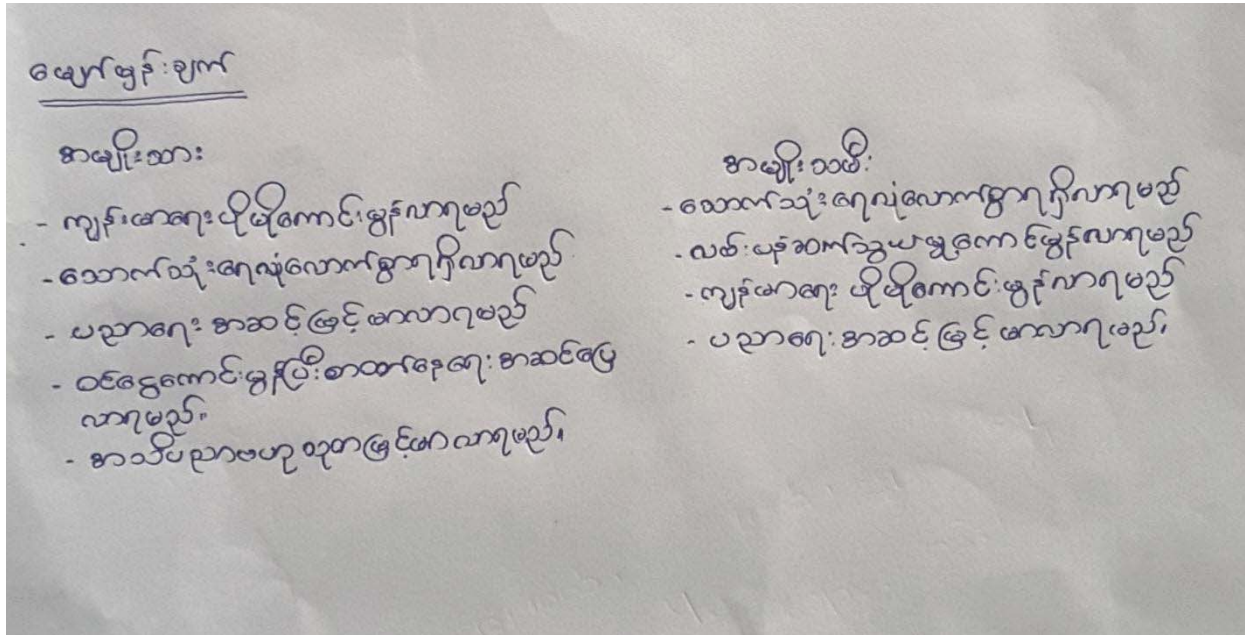 မျှော်မှန်းချက်
အမျိုးသား
- ကျန်းမာရေးပိုမိုကောင်းမွန်လာရမည်
- သောက်သုံးရေလုံလောက်စွာရရှိလာရမည်
- ပညာရေး အဆင့်မြင့်မာလာရမည်
- ဝင်ငွေကောင်းမွန်ပြီးစားဝတ်နေရေး အဆင်ပြေ
လာရမည်။
- အသိပညာဗဟုသုတမြင့်မာလာရမည်။
အမျိုးသမီး
- သောက်သုံးရေလုံလောက်စွာရရှိလာရမည်
- လမ်းပန်းဆက်သွယ်မှုကောင်မွန်လာရမည်
- ကျန်မာရေး ပိုမိုကောင်းမွန်လာရမည်
- ပညာရေး အဆင့်မြင့်မာလာရမည်။